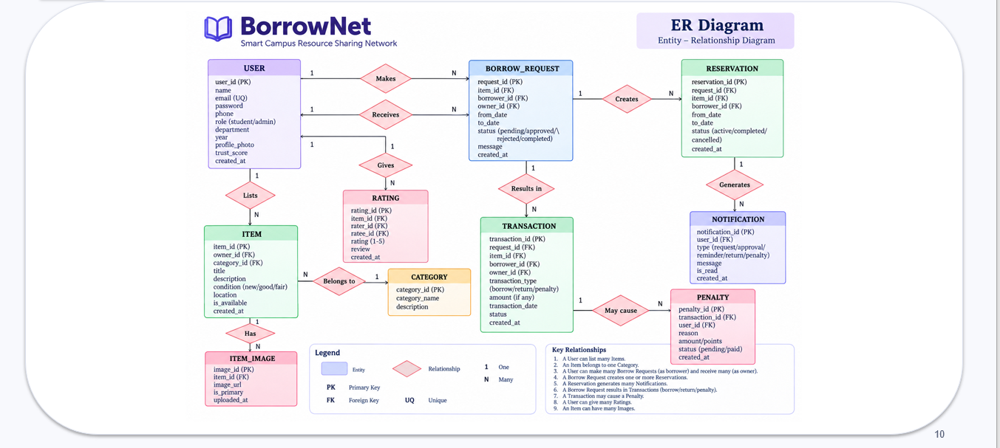 BorrowNet
Smart Campus Resource Sharing Network
ER Diagram
Entity – Relationship Diagram
USER
user_id (PK)
name
email (UQ)
password
phone
role (student/admin)
department
year
profile_photo
trust_score
created_at
1
Makes
N
1
Receives
N
1
1
Gives
N
BORROW_REQUEST
request_id (PK)
item_id (FK)
borrower_id (FK)
owner_id (FK)
from_date
to_date
status (pending/approved/\
rejected/completed)
message
created_at
1
Creates
N
RESERVATION
reservation_id (PK)
request_id (FK)
item_id (FK)
borrower_id (FK)
from_date
to_date
status (active/completed/
cancelled)
created_at
1
Lists
N
RATING
rating_id (PK)
item_id (FK)
rater_id (FK)
ratee_id (FK)
rating (1-5)
review
created_at
1
Results in
N
1
Generates
N
ITEM
item_id (PK)
owner_id (FK)
category_id (FK)
title
description
condition (new/good/fair)
location
is_available
created_at
N
Belongs to
1
CATEGORY
category_id (PK)
category_name
description
TRANSACTION
transaction_id (PK)
request_id (FK)
item_id (FK)
borrower_id (FK)
owner_id (FK)
transaction_type
(borrow/return/penalty)
amount (if any)
transaction_date
status
created_at
NOTIFICATION
notification_id (PK)
user_id (FK)
type (request/approval/
reminder/return/penalty)
message
is_read
created_at
1
May cause
N
PENALTY
penalty_id (PK)
transaction_id (FK)
user_id (FK)
reason
amount/points
status (pending/paid)
created_at
1
Has
N
ITEM_IMAGE
image_id (PK)
item_id (FK)
image_url
is_primary
uploaded_at
Legend
Entity
Relationship
1 One
N Many
PK Primary Key
FK Foreign Key
UQ Unique
Key Relationships
1. A User can list many Items.
2. An Item belongs to one Category.
3. A User can make many Borrow Requests (as borrower) and receive many (as owner).
4. A Borrow Request creates one or more Reservations.
5. A Reservation generates many Notifications.
6. A Borrow Request results in Transactions (borrow/return/penalty).
7. A Transaction may cause a Penalty.
8. A User can give many Ratings.
9. An Item can have many Images.
10